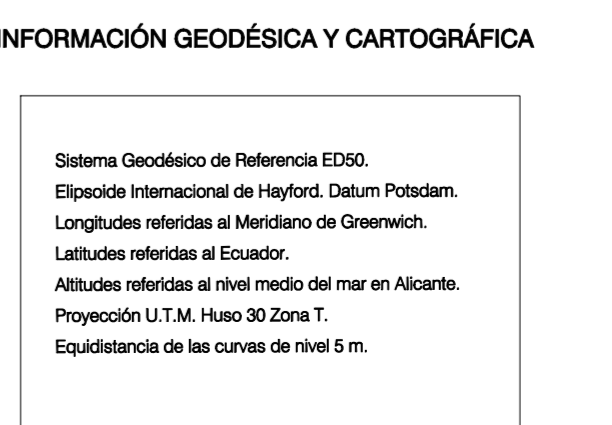 INFORMACIÓN GEODÉSICA Y CARTOGRÁFICA
Sistema Geodésico de Referencia ED50.
Elipsoide Internacional de Hayford. Datum Potsdam.
Longitudes referidas al Meridiano de Greenwich.
Latitudes referidas al Ecuador.
Altitudes referidas al nivel medio del mar en Alicante.
Proyección U.T.M. Huso 30 Zona T.
Equidistancia de las curvas de nivel 5 m.